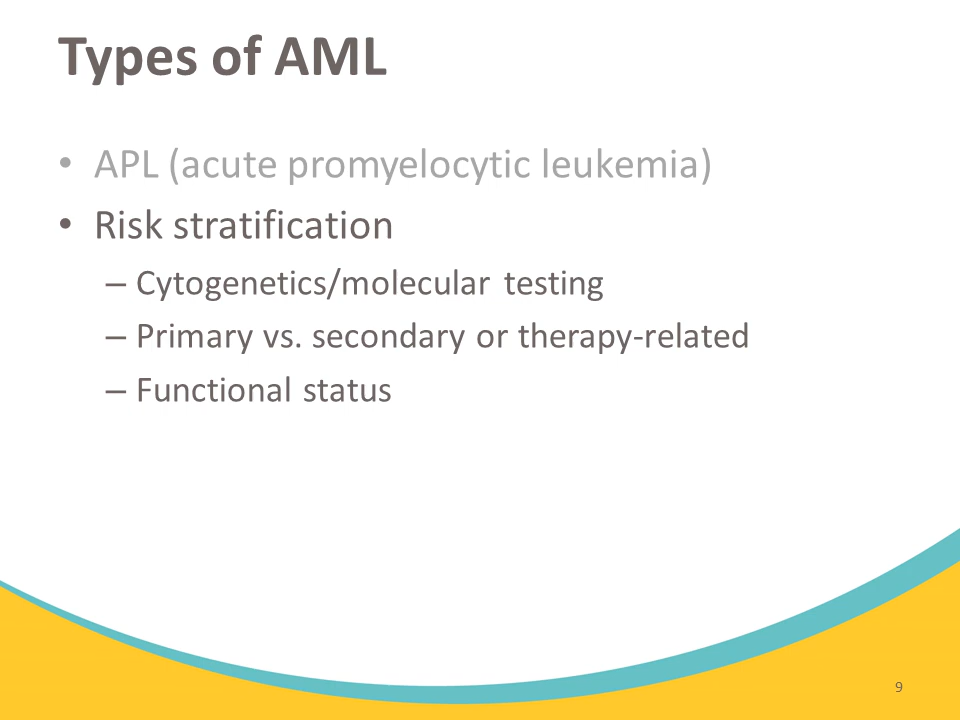 Types of AML
• APL (acute promyelocytic leukemia)
• Risk stratification
– Cytogenetics/molecular testing
– Primary vs. secondary or therapy-related
– Functional status
9